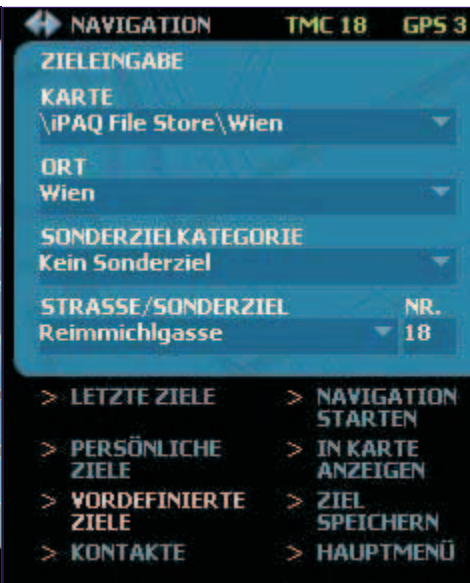 NAVIGATION TMC 18 GPS 3
ZIELEINGABE
KARTE
\iPAQ File Store\Wien
ORT
Wien
SONDERZIELKATEGORIE
Kein Sonderziel
STRASSE/SONDERZIEL NR.
Reimmichlgasse 18
> LETZTE ZIELE
> PERSÖNLICHE
ZIELE
> VORDEFINIERTE
ZIELE
> KONTAKTE
> NAVIGATION
STARTEN
> IN KARTE
ANZEIGEN
> ZIEL
SPEICHERN
> HAUPTMENÜ